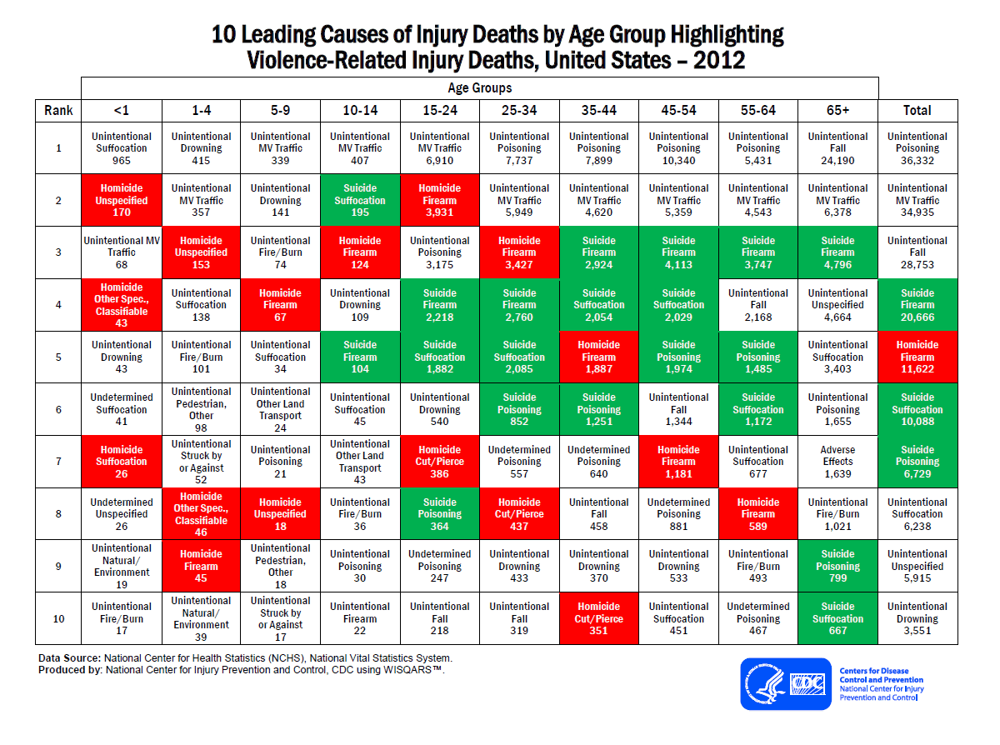 10 Leading Causes of Injury Deaths by Age Group Highlighting
Violence-Related Injury Deaths, United States – 2012
Age Groups
Rank <1 1-4 5-9 10-14 15-24 25-34 35-44 45-54 55-64 65+ Total
1
Unintentional
Suffocation
965
Unintentional
Drowning
415
Unintentional
MV Traffic
339
Unintentional
MV Traffic
407
Unintentional
MV Traffic
6,910
Unintentional
Poisoning
7,737
Unintentional
Poisoning
7,899
Unintentional
Poisoning
10,340
Unintentional
Poisoning
5,431
Unintentional
Fall
24,190
Unintentional
Poisoning
36,332
2
Homicide
Unspecified
170
Unintentional
MV Traffic
357
Unintentional
Drowning
141
Suicide
Suffocation
195
Homicide
Firearm
3,931
Unintentional
MV Traffic
5,949
Unintentional
MV Traffic
4,620
Unintentional
MV Traffic
5,359
Unintentional
MV Traffic
4,543
Unintentional
MV Traffic
6,378
Unintentional
MV Traffic
34,935
3
Unintentional MV
Traffic
68
Homicide
Unspecified
153
Unintentional
Fire/Burn
74
Homicide
Firearm
124
Unintentional
Poisoning
3,175
Homicide
Firearm
3,427
Suicide
Firearm
2,924
Suicide
Firearm
4,113
Suicide
Firearm
3,747
Suicide
Firearm
4,796
Unintentional
Fall
28,753
4
Homicide
Other Spec.,
Classifiable
43
Unintentional
Suffocation
138
Homicide
Firearm
67
Unintentional
Drowning
109
Suicide
Firearm
2,218
Suicide
Firearm
2,760
Suicide
Suffocation
2,054
Suicide
Suffocation
2,029
Unintentional
Fall
2,168
Unintentional
Unspecified
4,664
Suicide
Firearm
20,666
5
Unintentional
Drowning
43
Unintentional
Fire/Burn
101
Unintentional
Suffocation
34
Suicide
Firearm
104
Suicide
Suffocation
1,882
Suicide
Suffocation
2,085
Homicide
Firearm
1,887
Suicide
Poisoning
1,974
Suicide
Poisoning
1,485
Unintentional
Suffocation
3,403
Homicide
Firearm
11,622
6
Undetermined
Suffocation
41
Unintentional
Pedestrian,
Other
98
Unintentional
Other Land
Transport
24
Unintentional
Suffocation
45
Unintentional
Drowning
540
Suicide
Poisoning
852
Suicide
Poisoning
1,251
Unintentional
Fall
1,344
Suicide
Suffocation
1,172
Unintentional
Poisoning
1,655
Suicide
Suffocation
10,088
7
Homicide
Suffocation
26
Unintentional
Struck by
or Against
52
Unintentional
Poisoning
21
Unintentional
Other Land
Transport
43
Homicide
Cut/Pierce
386
Undetermined
Poisoning
557
Undetermined
Poisoning
640
Homicide
Firearm
1,181
Unintentional
Suffocation
677
Adverse
Effects
1,639
Suicide
Poisoning
6,729
8
Undetermined
Unspecified
26
Homicide
Other Spec.,
Classifiable
46
Homicide
Unspecified
18
Unintentional
Fire/Burn
36
Suicide
Poisoning
364
Homicide
Cut/Pierce
437
Unintentional
Fall
458
Undetermined
Poisoning
881
Homicide
Firearm
589
Unintentional
Fire/Burn
1,021
Unintentional
Suffocation
6,238
9
Unintentional
Natural/
Environment
19
Homicide
Firearm
45
Unintentional
Pedestrian,
Other
18
Unintentional
Poisoning
30
Undetermined
Poisoning
247
Unintentional
Drowning
433
Unintentional
Drowning
370
Unintentional
Drowning
533
Unintentional
Fire/Burn
493
Suicide
Poisoning
799
Unintentional
Unspecified
5,915
10
Unintentional
Fire/Burn
17
Unintentional
Natural/
Environment
39
Unintentional
Struck by
or Against
17
Unintentional
Firearm
22
Unintentional
Fall
218
Unintentional
Fall
319
Homicide
Cut/Pierce
351
Unintentional
Suffocation
451
Undetermined
Poisoning
467
Suicide
Suffocation
667
Unintentional
Drowning
3,551
Data Source: National Center for Health Statistics (NCHS), National Vital Statistics System.
Produced by: National Center for Injury Prevention and Control, CDC using WISQARS™.
CDC
Centers for Disease
Control and Prevention
National Center for Injury
Prevention and Control